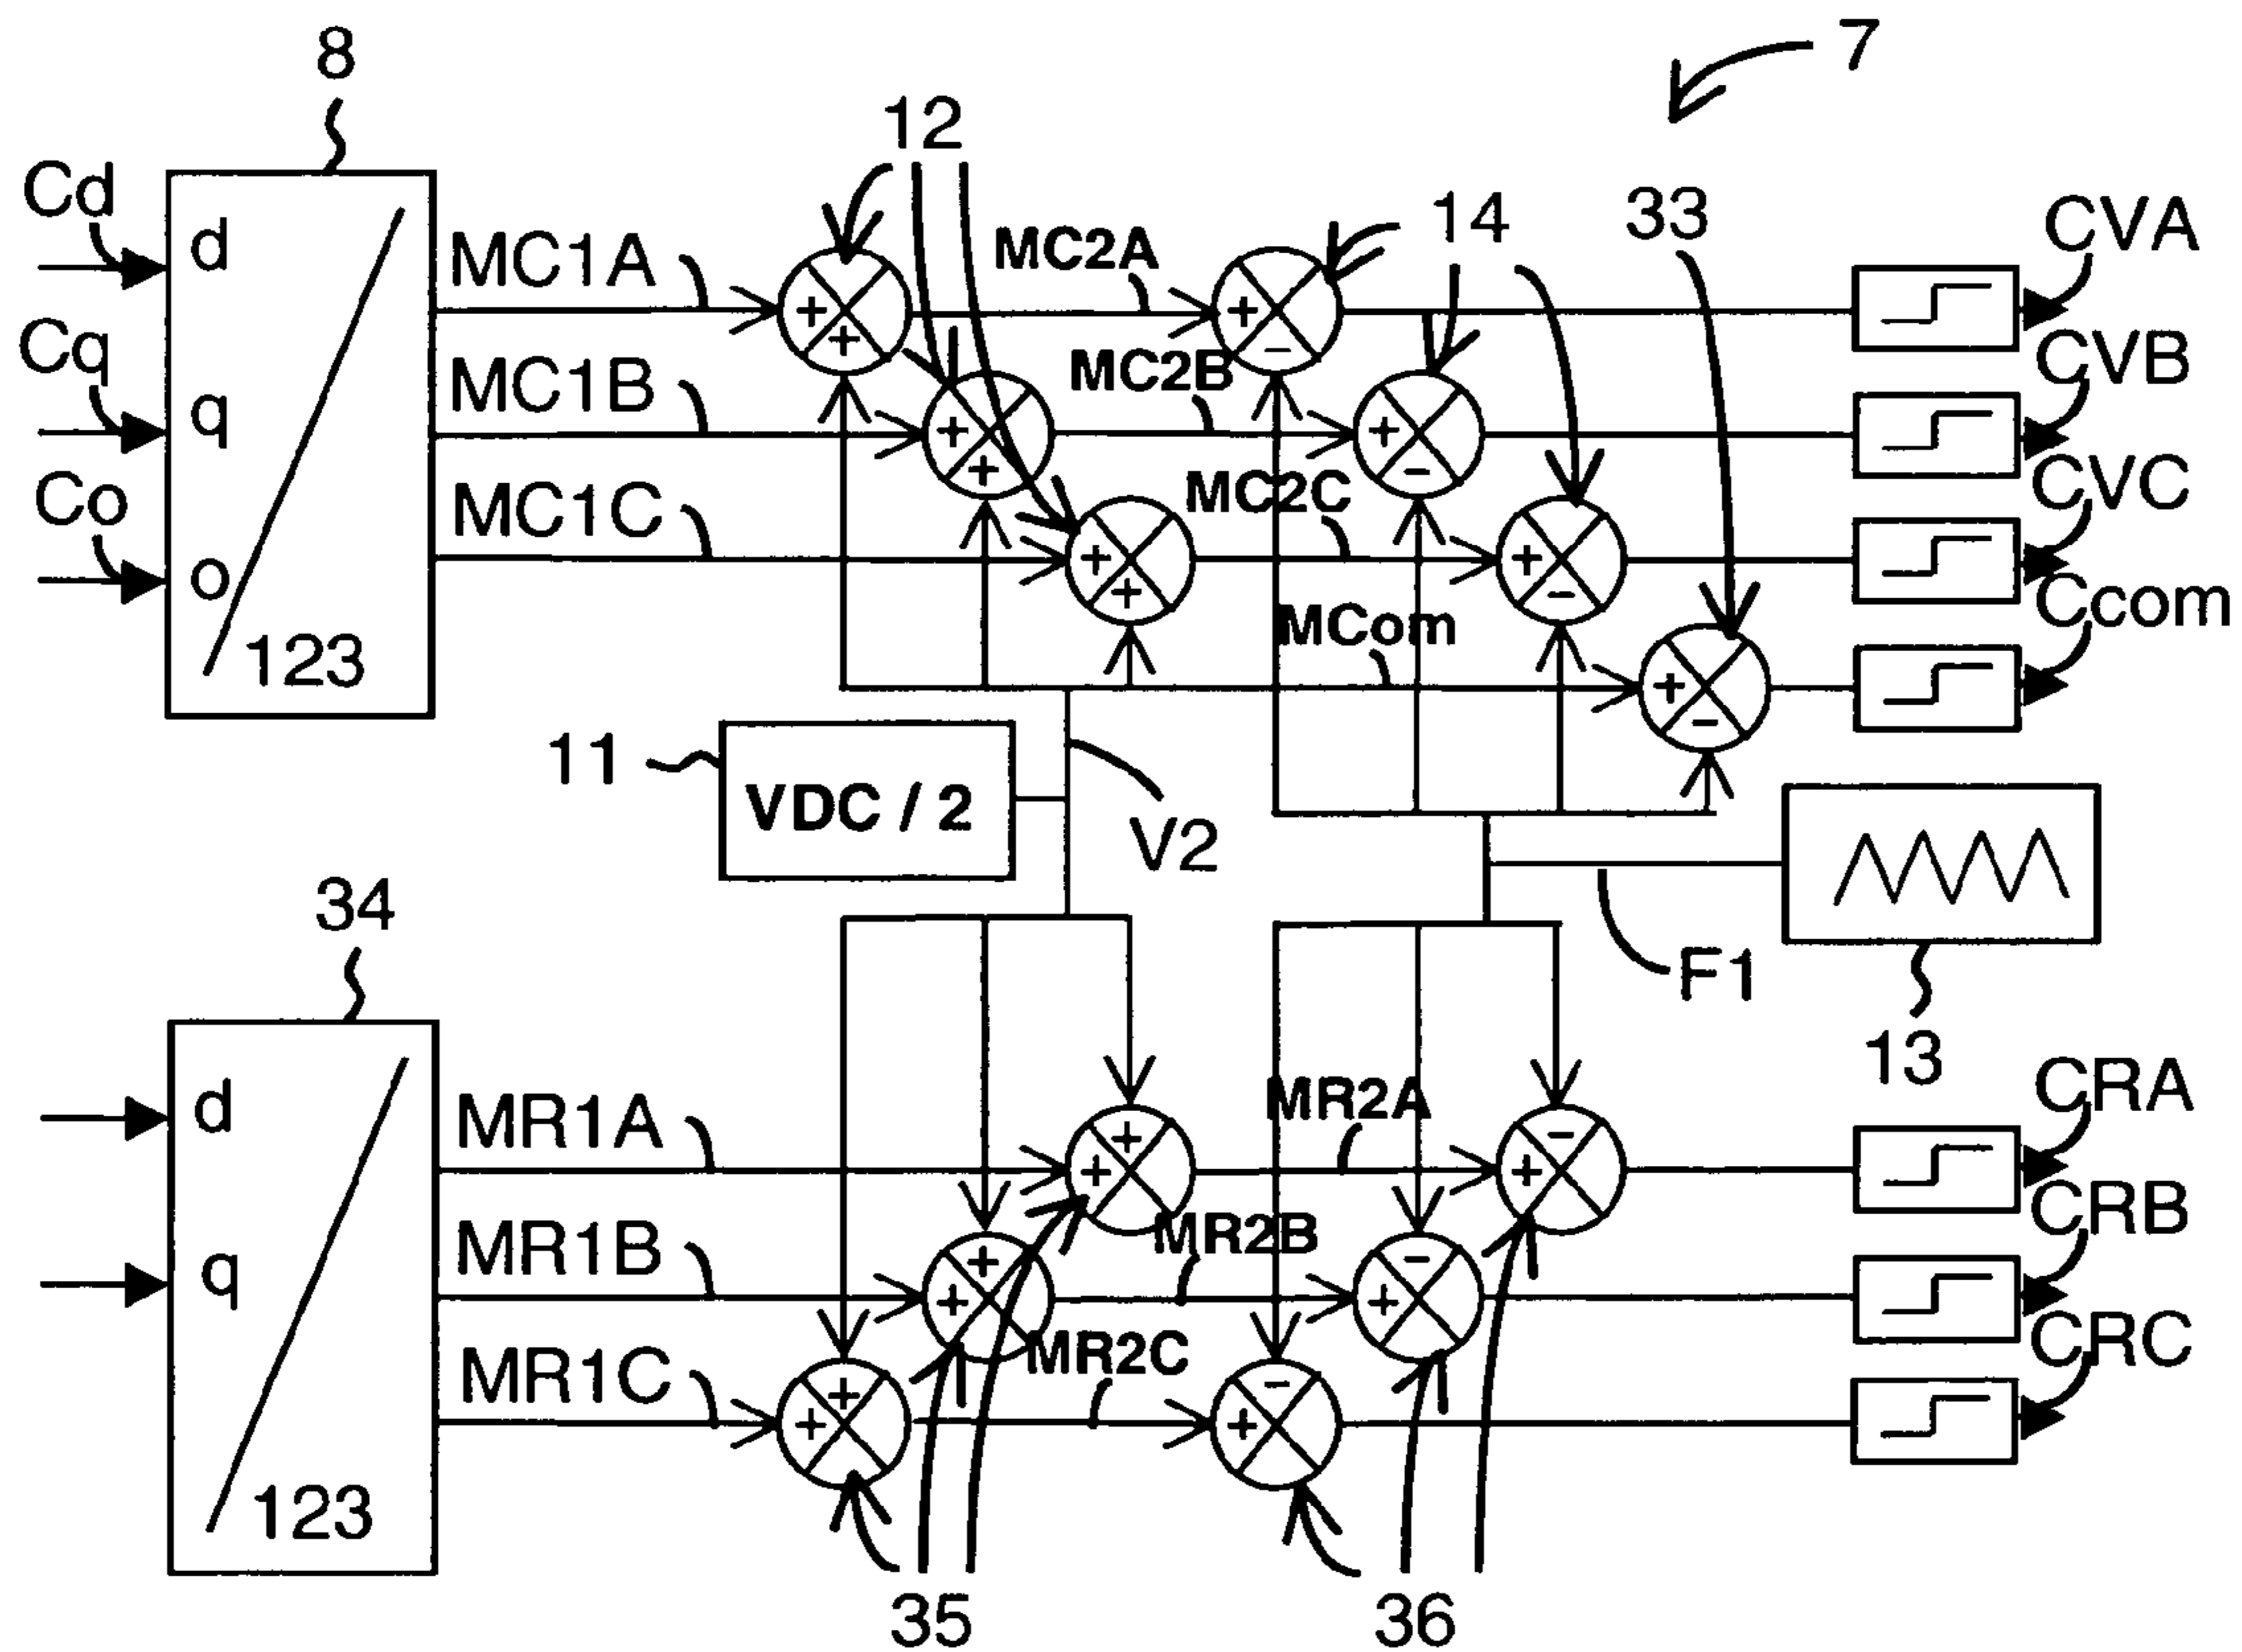 8
7
12
Cd
d
MC1A
MC2A
14
33
CVA
Cq
q
MC1B
MC2B
CVB
Co
o
MC1C
MC2C
CVC
123
MCom
Ccom
11
VDC / 2
V2
34
F1
13
d
MR1A
MR2A
CRA
q
MR1B
MR2B
CRB
MR1C
MR2C
CRC
123
35
36